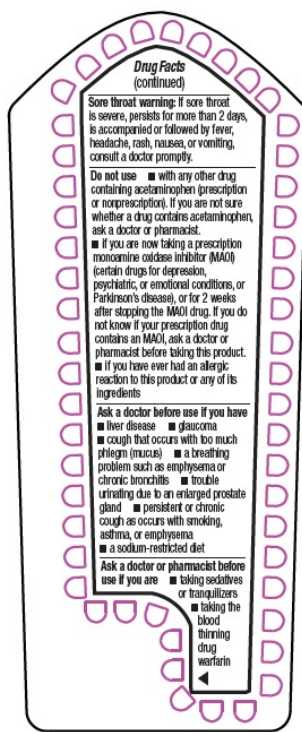 Drug Facts
(continued)
Sore throat warning: If sore throat
is severe, persists for more than 2 days,
is accompanied or followed by fever,
headache, rash, nausea, or vomiting,
consult a doctor promptly.
Do not use ■ with any other drug
containing acetaminophen (prescription
or nonprescription). If you are not sure
whether a drug contains acetaminophen,
ask a doctor or pharmacist.
■ if you are now taking a prescription
monoamine oxidase inhibitor (MAOI)
(certain drugs for depression,
psychiatric, or emotional conditions, or
Parkinson's disease), or for 2 weeks
after stopping the MAOI drug. If you do
not know if your prescription drug
contains an MAOI, ask a doctor or
pharmacist before taking this product.
■ if you have ever had an allergic
reaction to this product or any of its
ingredients
Ask a doctor before use if you have
■ liver disease ■ glaucoma
■ cough that occurs with too much
phlegm (mucus) ■ a breathing
problem such as emphysema or
chronic bronchitis ■ trouble
urinating due to an enlarged prostate
gland ■ persistent or chronic
cough as occurs with smoking,
asthma, or emphysema
■ a sodium-restricted diet
Ask a doctor or pharmacist before
use if you are ■ taking sedatives
or tranquilizers
■ taking the
blood
thinning
drug
warfarin